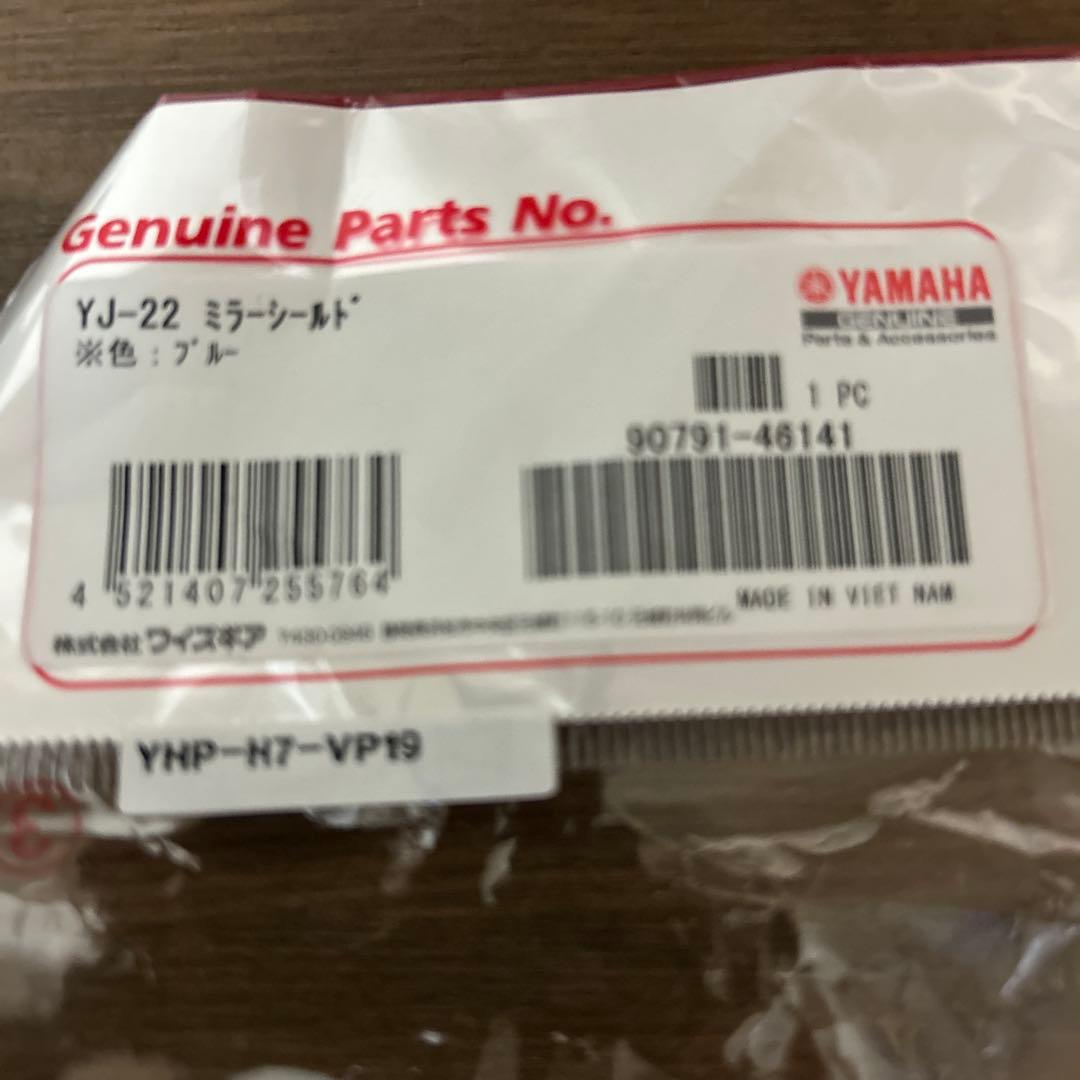 Genuine Parts No.
YJ-22 ミラーシールド
※色：ブルー
YAMAHA
GENUINE
Parts & Accessories
1 PC
90791-46141
4 521407 255764
MADE IN VIET NAM
株式会社 ワイズギア
YHP-H7-VP19